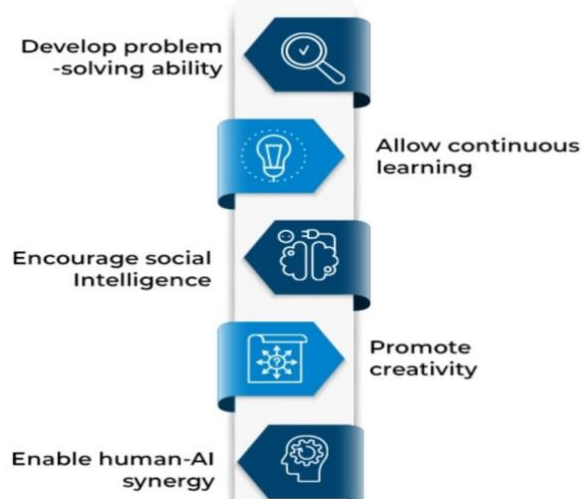 Develop problem
-solving ability
Allow continuous
learning
Encourage social
Intelligence
?
Promote
creativity
Enable human-AI
synergy